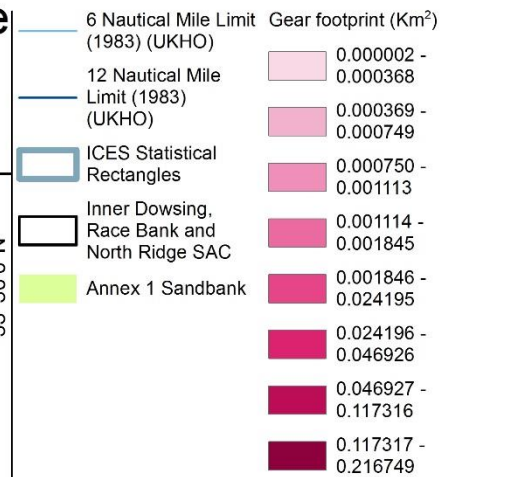 e
6 Nautical Mile Limit
(1983) (UKHO)
12 Nautical Mile
Limit (1983)
(UKHO)
ICES Statistical
Rectangles
Inner Dowsing,
Race Bank and
North Ridge SAC
Annex 1 Sandbank
Gear footprint (Km²)
0.000002 -
0.000368
0.000369 -
0.000749
0.000750 -
0.001113
0.001114 -
0.001845
0.001846 -
0.024195
0.024196 -
0.046926
0.046927 -
0.117316
0.117317 -
0.216749